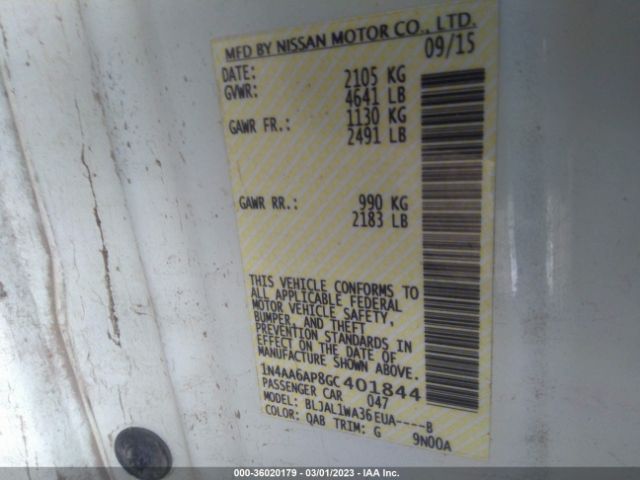 MFD BY NISSAN MOTOR CO., LTD.
DATE: 09/15
GVWR: 2105 KG
4641 LB
GAWR FR.: 1130 KG
2491 LB
GAWR RR.: 990 KG
2183 LB
THIS VEHICLE CONFORMS TO
ALL APPLICABLE FEDERAL
MOTOR VEHICLE SAFETY,
BUMPER, AND THEFT
PREVENTION STANDARDS IN
EFFECT ON THE DATE OF
MANUFACTURE SHOWN ABOVE.
1N4AA6AP8GC401844
PASSENGER CAR 047
MODEL: BLJAL1WA36EUA----B
COLOR: QAB TRIM: G 9N00A
000-36020179 - 03/01/2023 - IAA Inc.